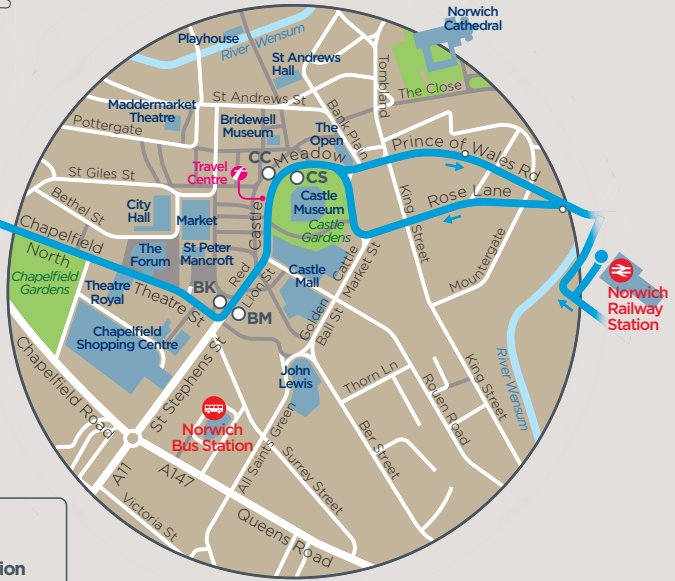 Norwich
Cathedral
Playhouse
River Wensum
St Andrews
Hall
Tombland
The Close
St Andrews St
Maddermarket
Theatre
Pottergate
Bridewell
Museum
The
Open
Bank Plain
Prince of Wales Rd
CC
Meadow
Travel
Centre
CS
St Giles St
Bethel St
City
Hall
Market
Castle
Castle
Museum
Castle
Gardens
King Street
Rose Lane
Chapelfield
North
Chapelfield
Gardens
The
Forum
St Peter
Mancroft
Red
Lion St
Castle
Mall
Cattle
Market St
Mountergate
Norwich
Railway
Station
Theatre
Royal
Theatre St
BK
BM
Golden
Ball St
Chapelfield
Shopping Centre
St Stephens St
John
Lewis
Thorn Ln
Rouen Road
King Street
River Wensum
Chapelfield Road
Norwich
Bus Station
All Saints Green
Ber Street
Surrey Street
A11
A147
Victoria St
Queens Road
ion